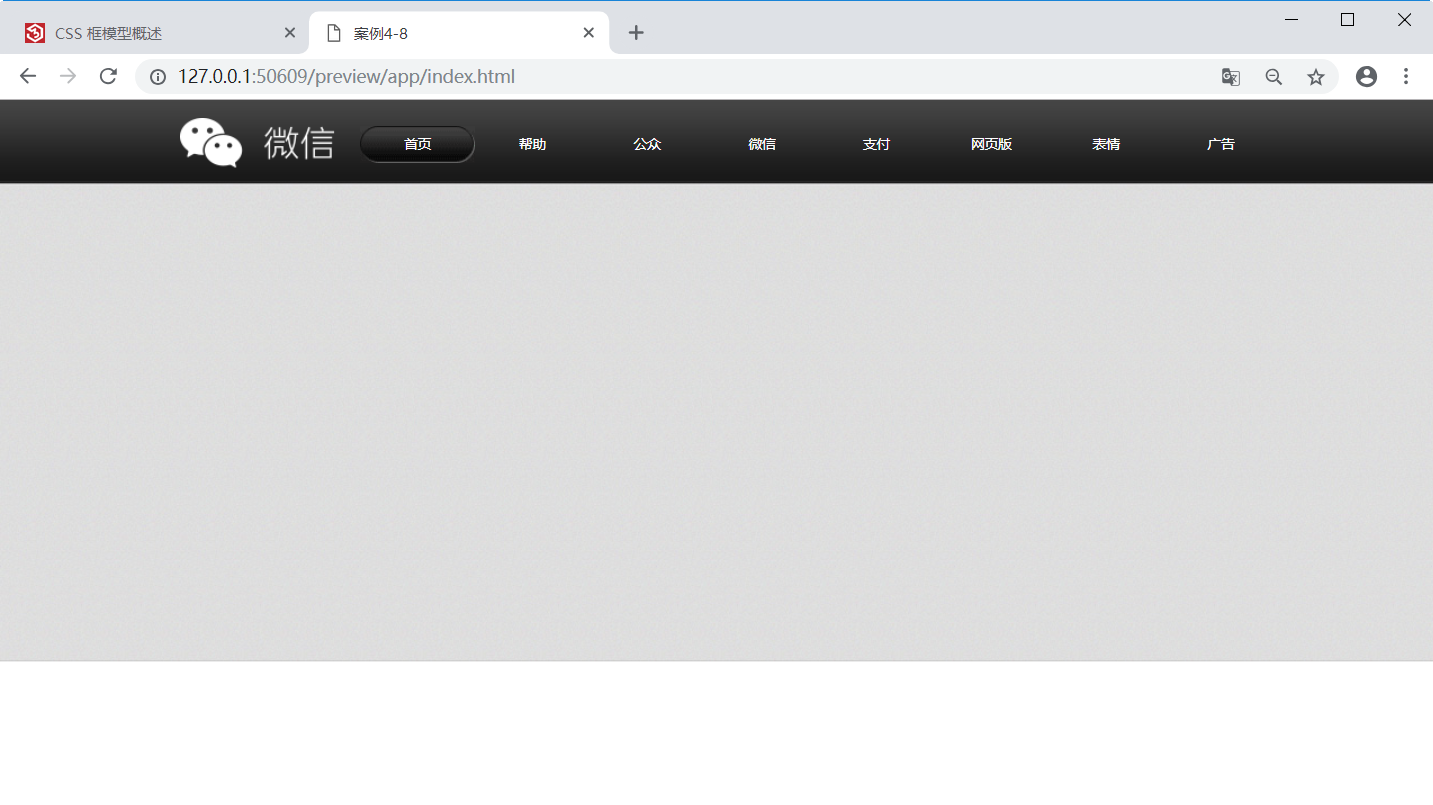 CSS 框模型概述
案例4-8
127.0.0.1:50609/preview/app/index.html
微信 首页 帮助 公众 微信 支付 网页版 表情 广告